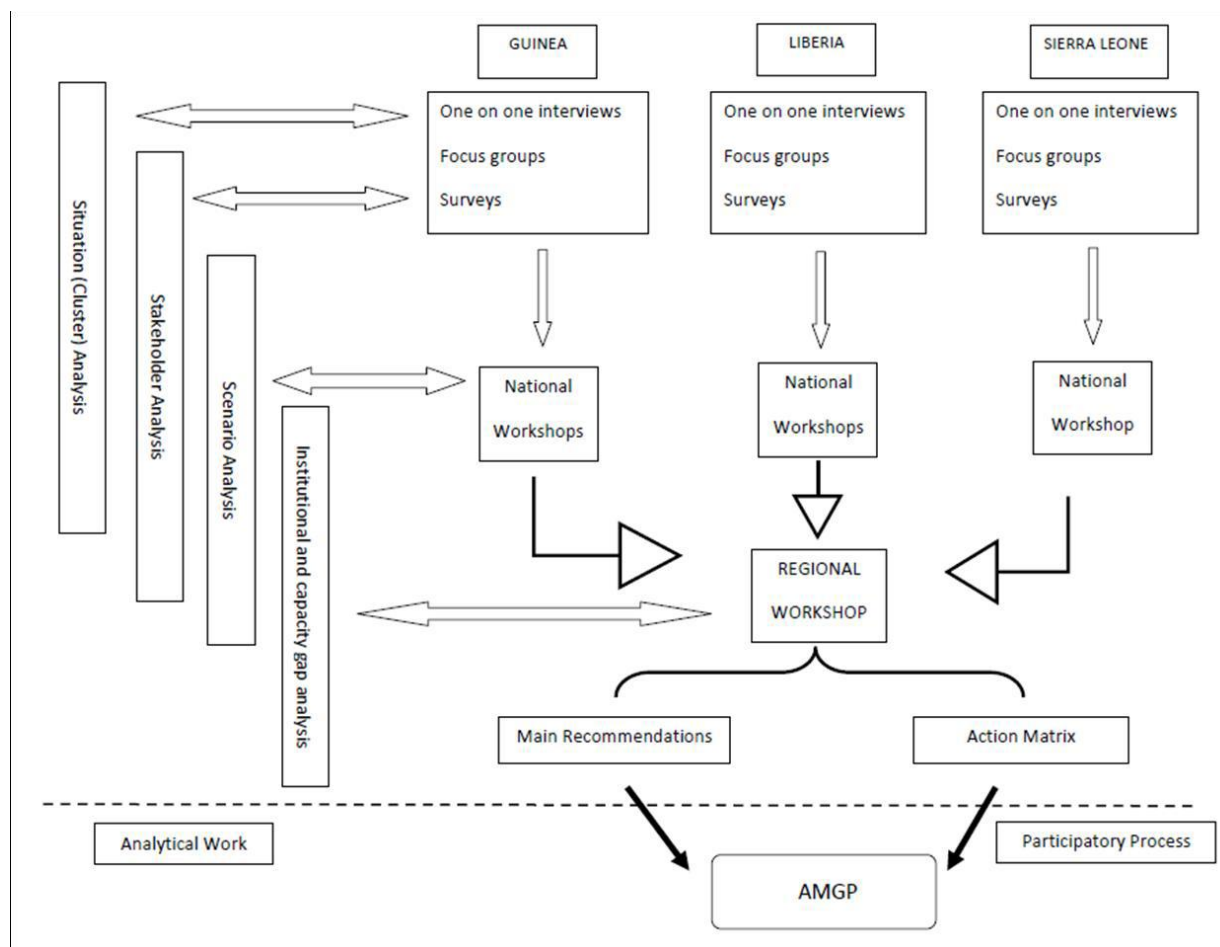 GUINEA
LIBERIA
SIERRA LEONE
One on one interviews
Focus groups
Surveys
One on one interviews
Focus groups
Surveys
One on one interviews
Focus groups
Surveys
Situation (Cluster) Analysis
Stakeholder Analysis
Scenario Analysis
Institutional and capacity gap analysis
National
Workshops
National
Workshops
National
Workshop
REGIONAL
WORKSHOP
Main Recommendations
Action Matrix
Analytical Work
Participatory Process
AMGP